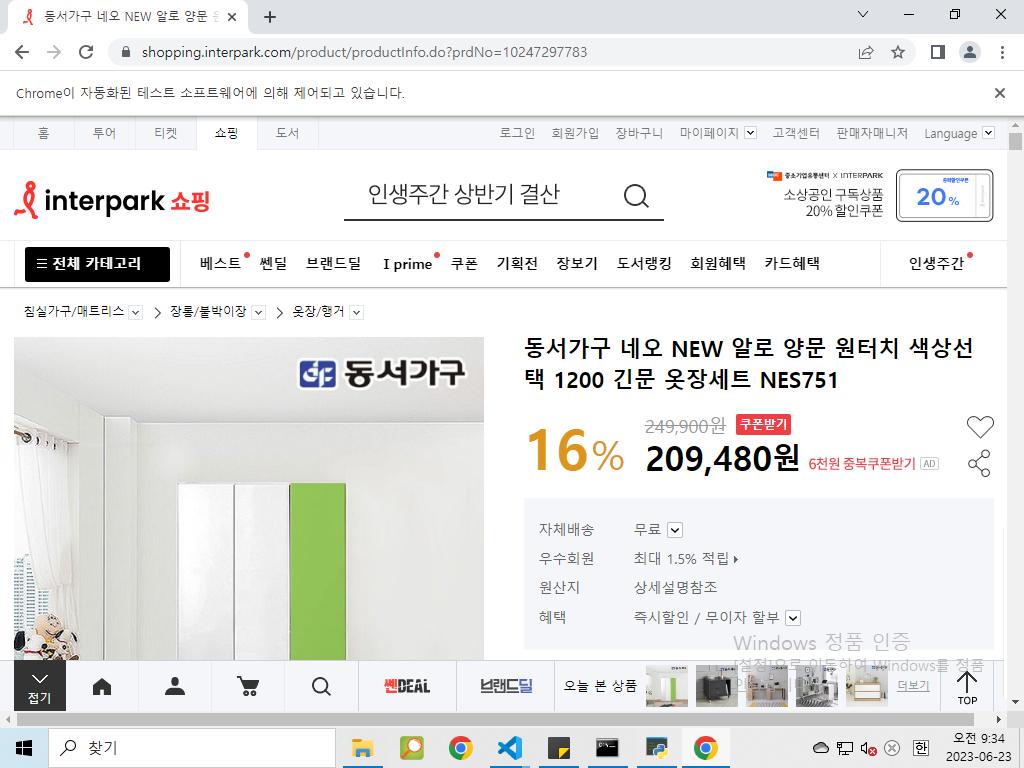 동서가구 네오 NEW 알로 양문 원
shopping.interpark.com/product/productInfo.do?prdNo=10247297783
Chrome이 자동화된 테스트 소프트웨어에 의해 제어되고 있습니다.
홈 투어 티켓 쇼핑 도서 로그인 회원가입 장바구니 마이페이지 고객센터 판매자매니저 Language
interpark 쇼핑
인생주간 상반기 결산
중소기업유통센터 X INTERPARK
소상공인 구독상품
20% 할인쿠폰
중복할인쿠폰
20%
전체 카테고리 베스트 쎈딜 브랜드딜 I prime 쿠폰 기획전 장보기 도서랭킹 회원혜택 카드혜택 인생주간
침실가구/매트리스 장롱/붙박이장 옷장/행거
동서가구
동서가구 네오 NEW 알로 양문 원터치 색상선
택 1200 긴문 옷장세트 NES751
16%
249,900원 쿠폰받기
209,480원 6천원 중복쿠폰받기 AD
자체배송 무료
우수회원 최대 1.5% 적립
원산지 상세설명참조
혜택 즉시할인 / 무이자 할부
Windows 정품 인증
[설정]으로 이동하여 Windows를 정품
접기
쎈DEAL
브랜드딜
오늘 본 상품
더보기
TOP
찾기
한
오전 9:34
2023-06-23